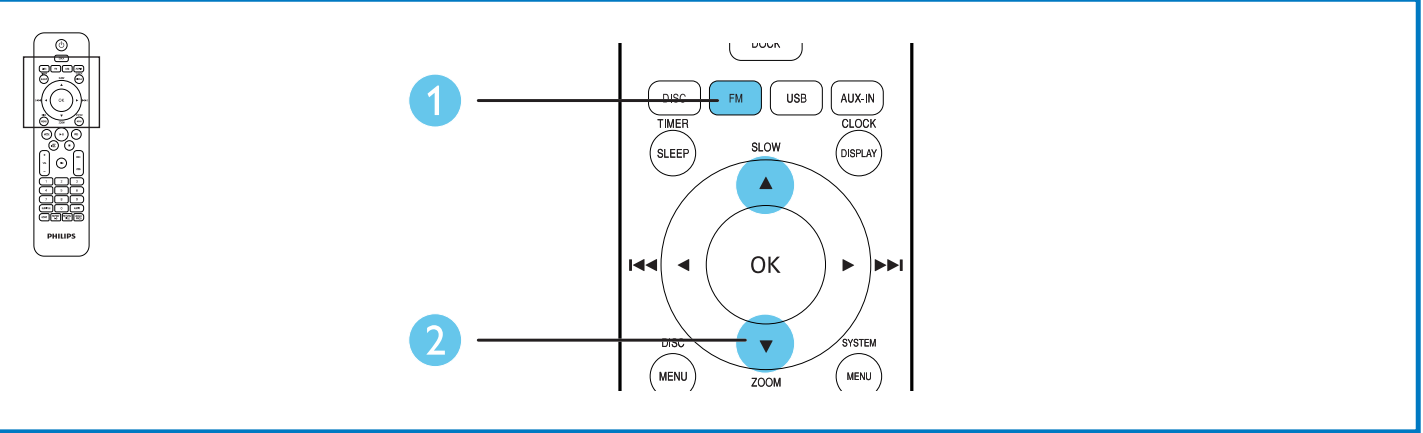 OK
PHILIPS
DOCK
1
DISC FM USB AUX-IN
TIMER CLOCK
SLEEP SLOW DISPLAY
OK
2
DISC SYSTEM
MENU ZOOM MENU